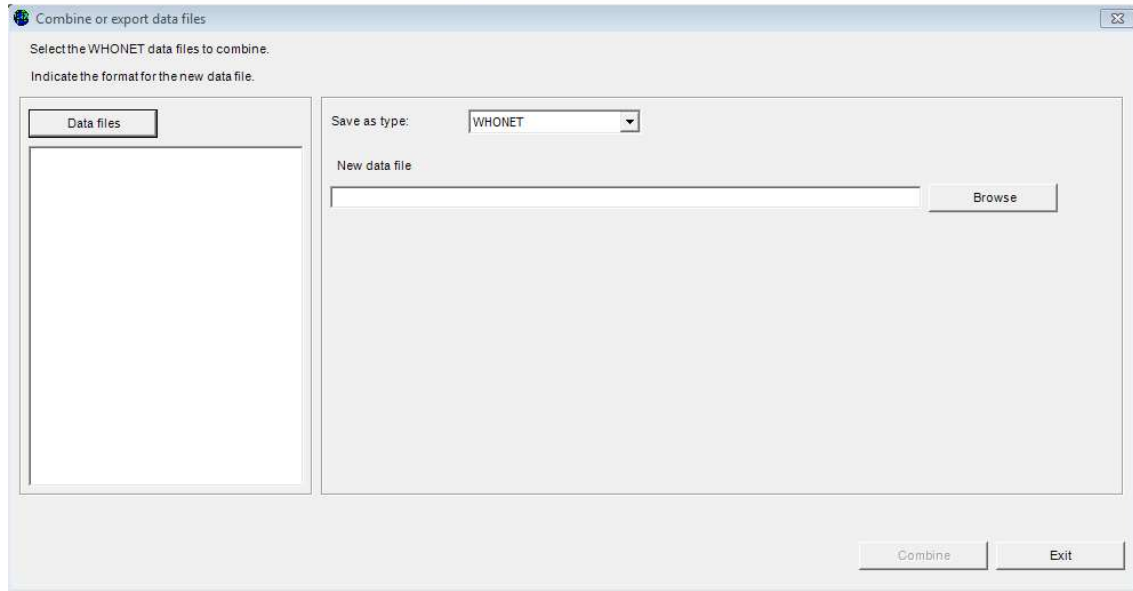 Combine or export data files
Select the WHONET data files to combine.
Indicate the format for the new data file.
Data files
Save as type: WHONET
New data file
Browse
Combine Exit